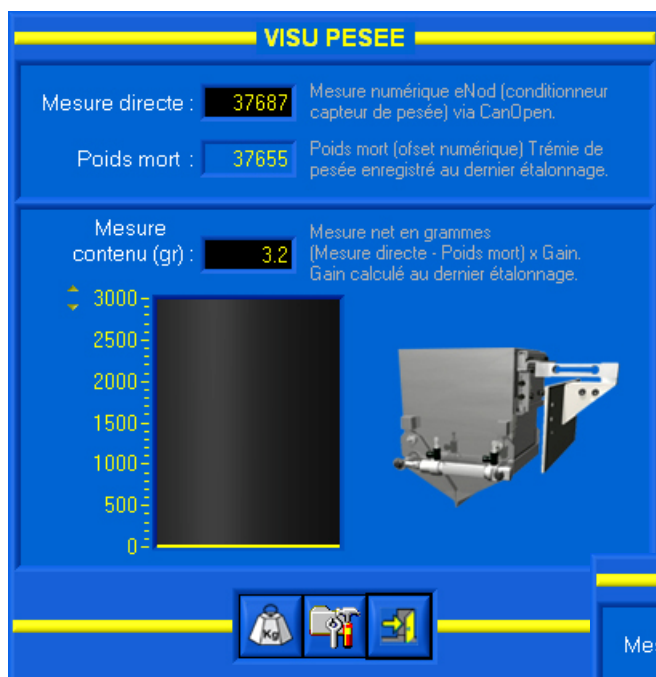 VISU PESEE
Mesure directe :
37687
Mesure numérique eNod (conditionneur
capteur de pesée) via CanOpen.
Poids mort :
37655
Poids mort (ofset numérique) Trémie de
pesée enregistré au dernier étalonnage.
Mesure
contenu (gr) :
3.2
Mesure net en grammes
(Mesure directe - Poids mort) x Gain.
Gain calculé au dernier étalonnage.
3000
2500
2000
1500
1000
500
0
Kg
Mes